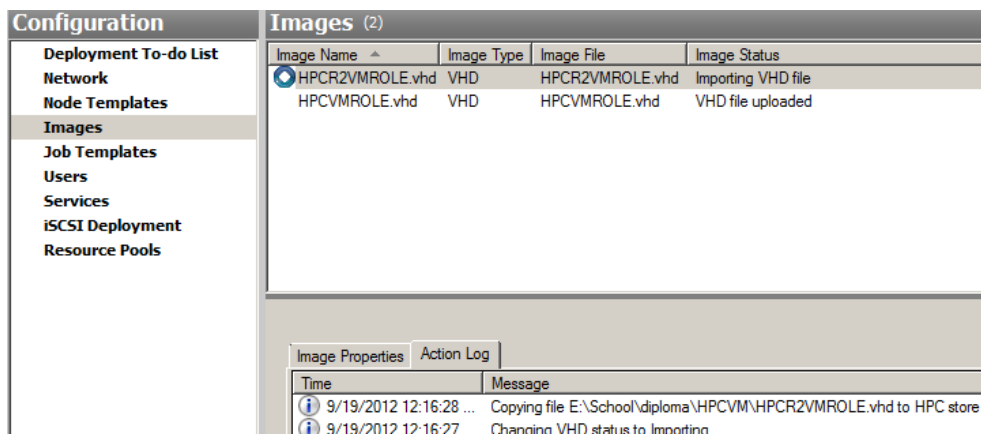 Configuration
Deployment To-do List
Network
Node Templates
Images
Job Templates
Users
Services
iSCSI Deployment
Resource Pools
Images (2)
Image Name Image Type Image File Image Status
HPCR2VMROLE.vhd VHD HPCR2VMROLE.vhd Importing VHD file
HPCVMROLE.vhd VHD HPCVMROLE.vhd VHD file uploaded
Image Properties Action Log
Time Message
9/19/2012 12:16:28 ... Copying file E:\School\diploma\HPCVM\HPCR2VMROLE.vhd to HPC store
9/19/2012 12:16:27 Changing VHD status to Importing